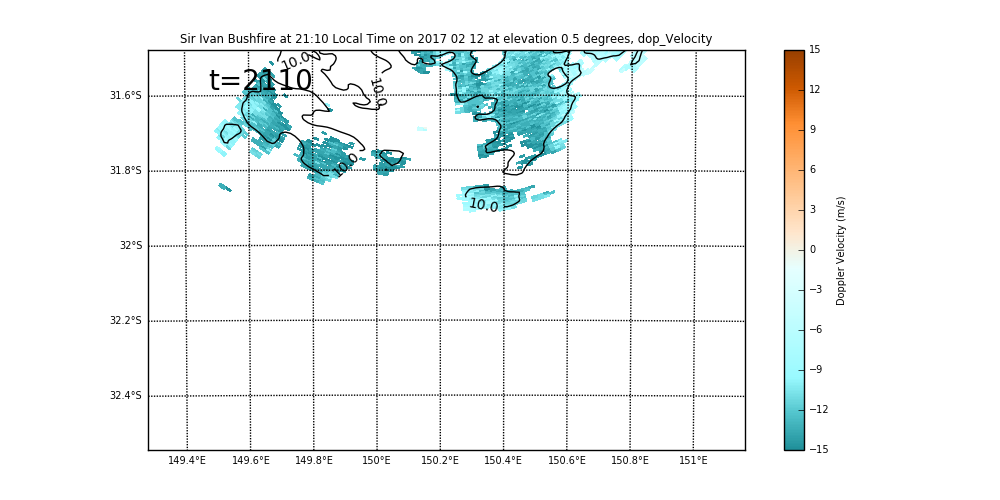 Sir Ivan Bushfire at 21:10 Local Time on 2017 02 12 at elevation 0.5 degrees, dop_Velocity
t=2110
10.0
10.0
10.0
10.0
31.6°S
31.8°S
32°S
32.2°S
32.4°S
149.4°E 149.6°E 149.8°E 150°E 150.2°E 150.4°E 150.6°E 150.8°E 151°E
15
12
9
6
3
0
−3
−6
−9
−12
−15
Doppler Velocity (m/s)